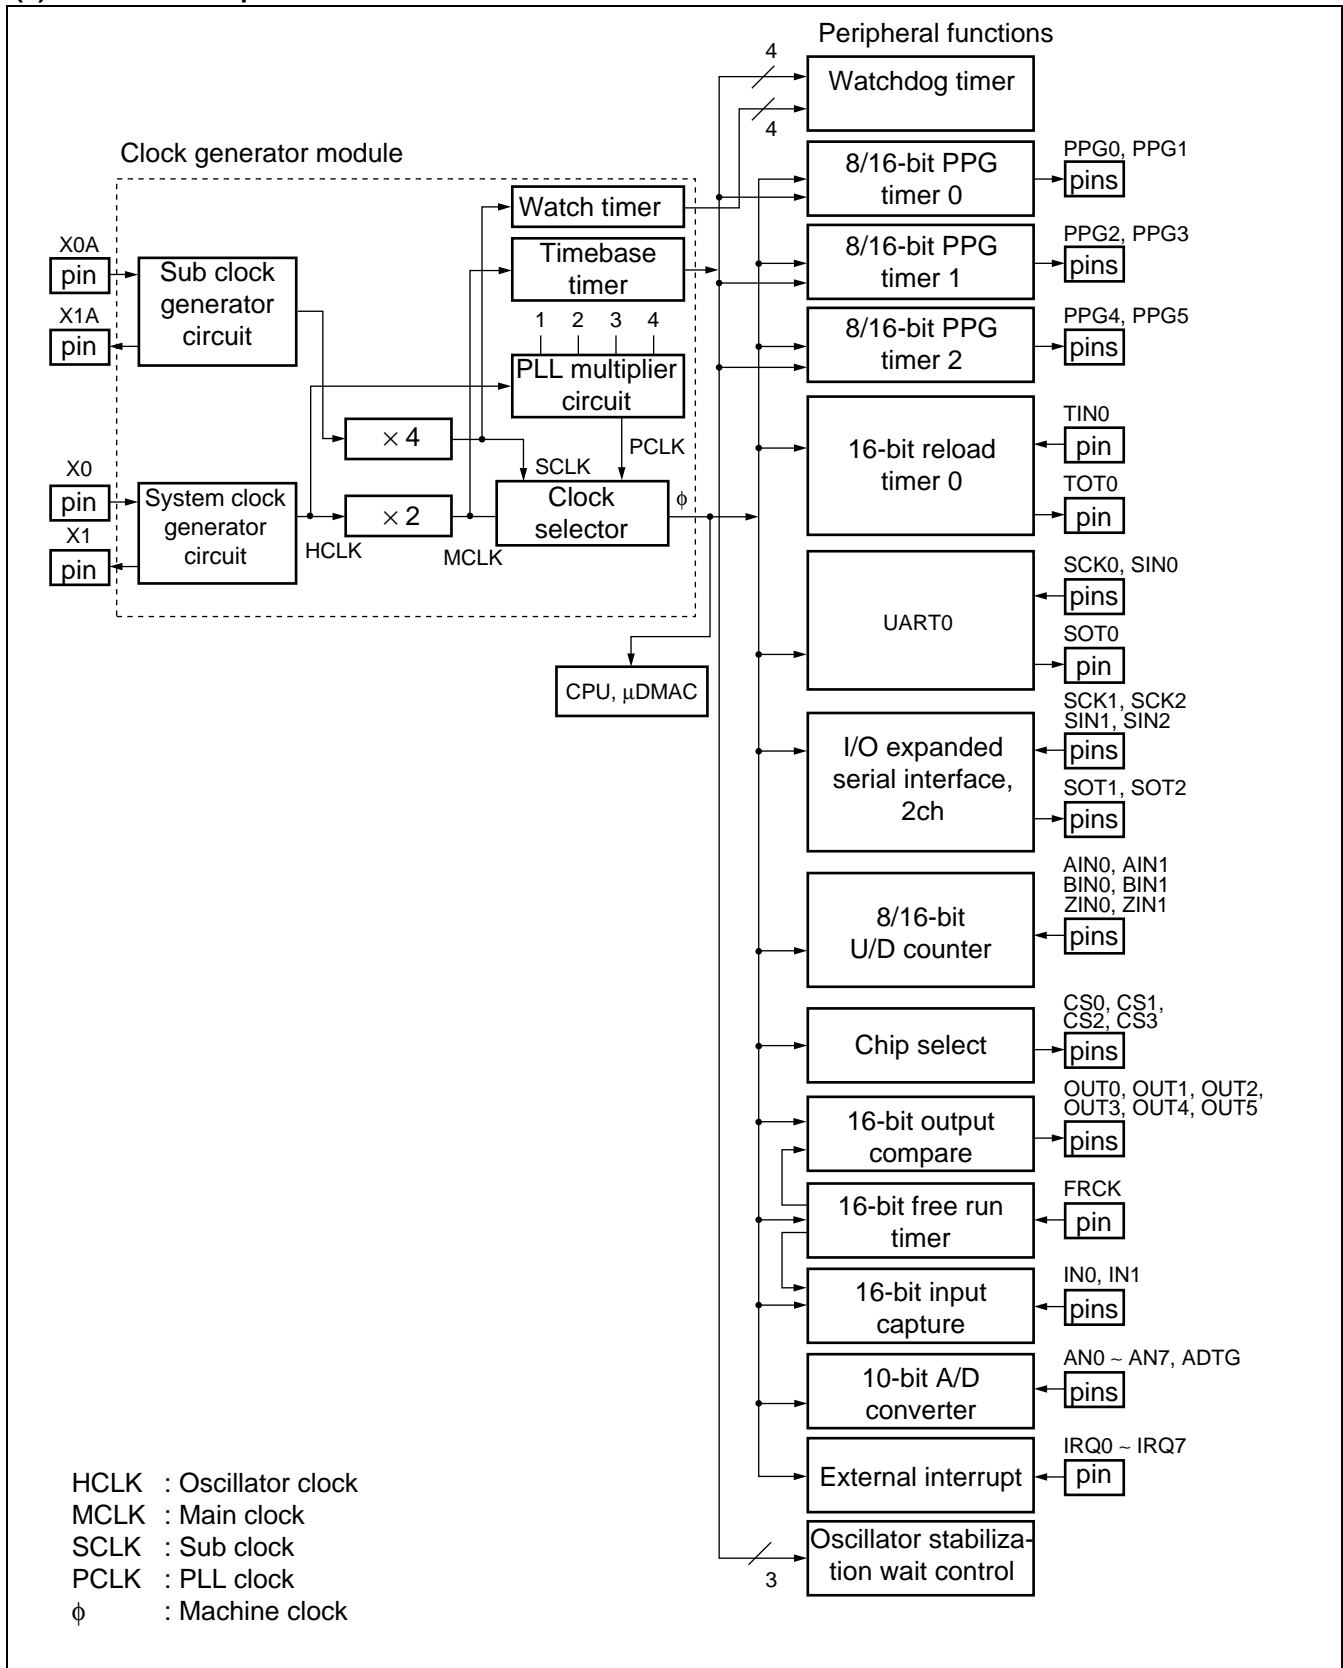 Peripheral functions
4
Watchdog timer
4
Clock generator module
8/16-bit PPG
timer 0
PPG0, PPG1
pins
Watch timer
X0A
pin
Sub clock
generator
circuit
Timebase
timer
8/16-bit PPG
timer 1
PPG2, PPG3
pins
X1A
pin
1 2 3 4
8/16-bit PPG
timer 2
PPG4, PPG5
pins
PLL multiplier
circuit
× 4
PCLK
SCLK
16-bit reload
timer 0
TIN0
pin
TOT0
pin
X0
pin
System clock
generator
circuit
X1
pin
HCLK
× 2
MCLK
Clock
selector
ϕ
UART0
SCK0, SIN0
pins
SOT0
pin
CPU, µDMAC
I/O expanded
serial interface,
2ch
SCK1, SCK2
SIN1, SIN2
pins
SOT1, SOT2
pins
8/16-bit
U/D counter
AIN0, AIN1
BIN0, BIN1
ZIN0, ZIN1
pins
Chip select
CS0, CS1,
CS2, CS3
pins
16-bit output
compare
OUT0, OUT1, OUT2,
OUT3, OUT4, OUT5
pins
16-bit free run
timer
FRCK
pin
16-bit input
capture
IN0, IN1
pins
10-bit A/D
converter
AN0 ~ AN7, ADTG
pins
External interrupt
IRQ0 ~ IRQ7
pin
Oscillator stabiliza-
tion wait control
3
HCLK : Oscillator clock
MCLK : Main clock
SCLK : Sub clock
PCLK : PLL clock
ϕ : Machine clock